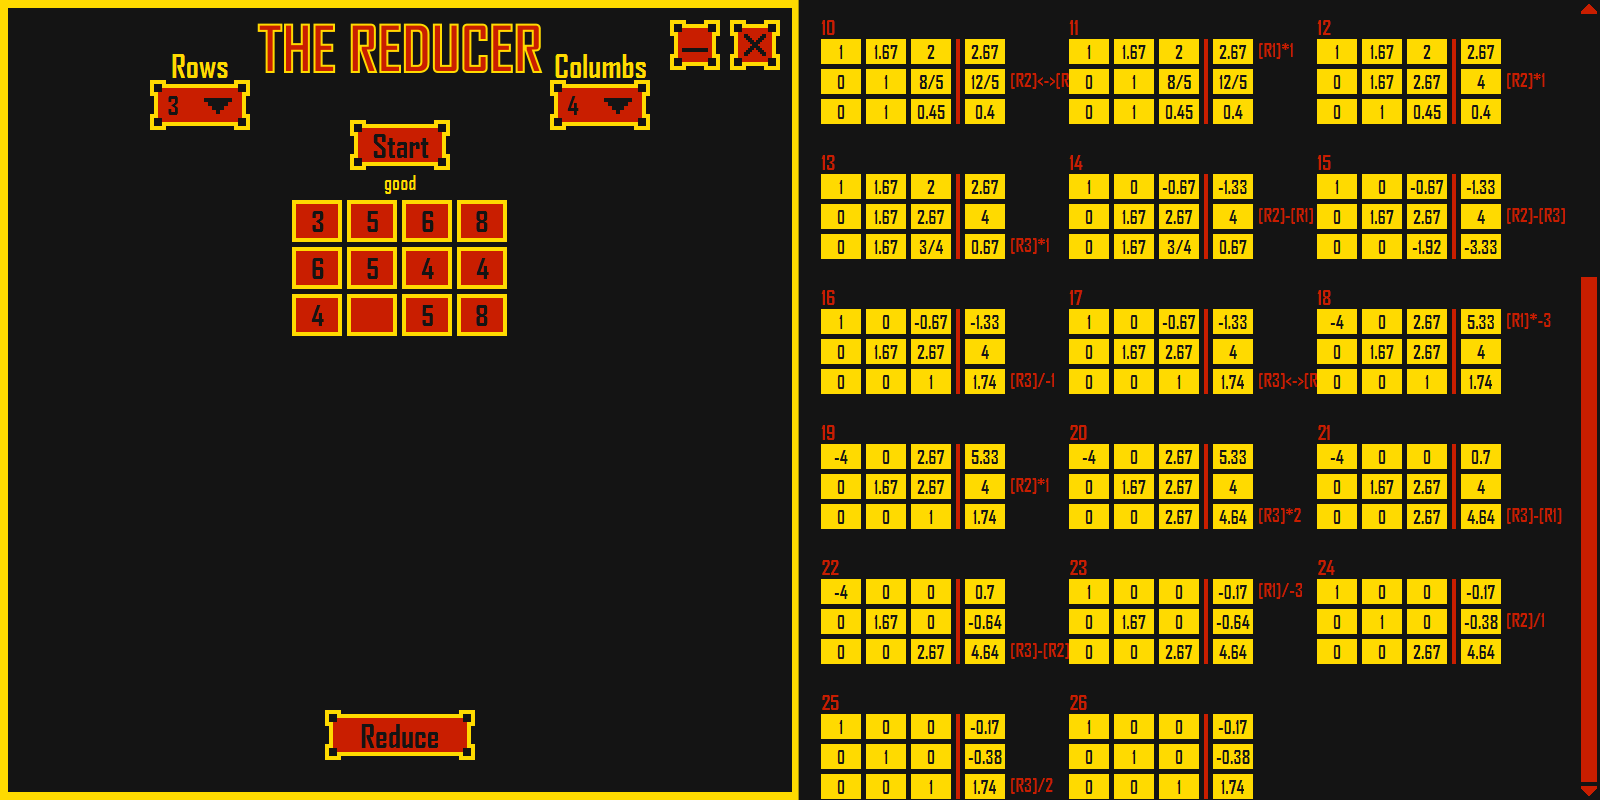 THE REDUCER
Rows
Columbs
3
4
Start
good
3 5 6 8
6 5 4 4
4 5 8
Reduce
10
1 1.67 2 2.67
0 1 8/5 12/5 [R2]<->[R
0 1 0.45 0.4
11
1 1.67 2 2.67 [R1]*1
0 1 8/5 12/5
0 1 0.45 0.4
12
1 1.67 2 2.67
0 1.67 2.67 4 [R2]*1
0 1 0.45 0.4
13
1 1.67 2 2.67
0 1.67 2.67 4
0 1.67 3/4 0.67 [R3]*1
14
1 0 -0.67 -1.33
0 1.67 2.67 4 [R2]-[R1]
0 1.67 3/4 0.67
15
1 0 -0.67 -1.33
0 1.67 2.67 4 [R2]-[R3]
0 0 -1.92 -3.33
16
1 0 -0.67 -1.33
0 1.67 2.67 4
0 0 1 1.74 [R3]/-1
17
1 0 -0.67 -1.33
0 1.67 2.67 4
0 0 1 1.74 [R3]<->[R
18
-4 0 2.67 5.33 [R1]*-3
0 1.67 2.67 4
0 0 1 1.74
19
-4 0 2.67 5.33
0 1.67 2.67 4 [R2]*1
0 0 1 1.74
20
-4 0 2.67 5.33
0 1.67 2.67 4
0 0 2.67 4.64 [R3]*2
21
-4 0 0 0.7
0 1.67 2.67 4
0 0 2.67 4.64 [R3]-[R1]
22
-4 0 0 0.7
0 1.67 0 -0.64
0 0 2.67 4.64 [R3]-[R2]
23
1 0 0 -0.17 [R1]/-3
0 1.67 0 -0.64
0 0 2.67 4.64
24
1 0 0 -0.17
0 1 0 -0.38 [R2]/1
0 0 2.67 4.64
25
1 0 0 -0.17
0 1 0 -0.38
0 0 1 1.74 [R3]/2
26
1 0 0 -0.17
0 1 0 -0.38
0 0 1 1.74